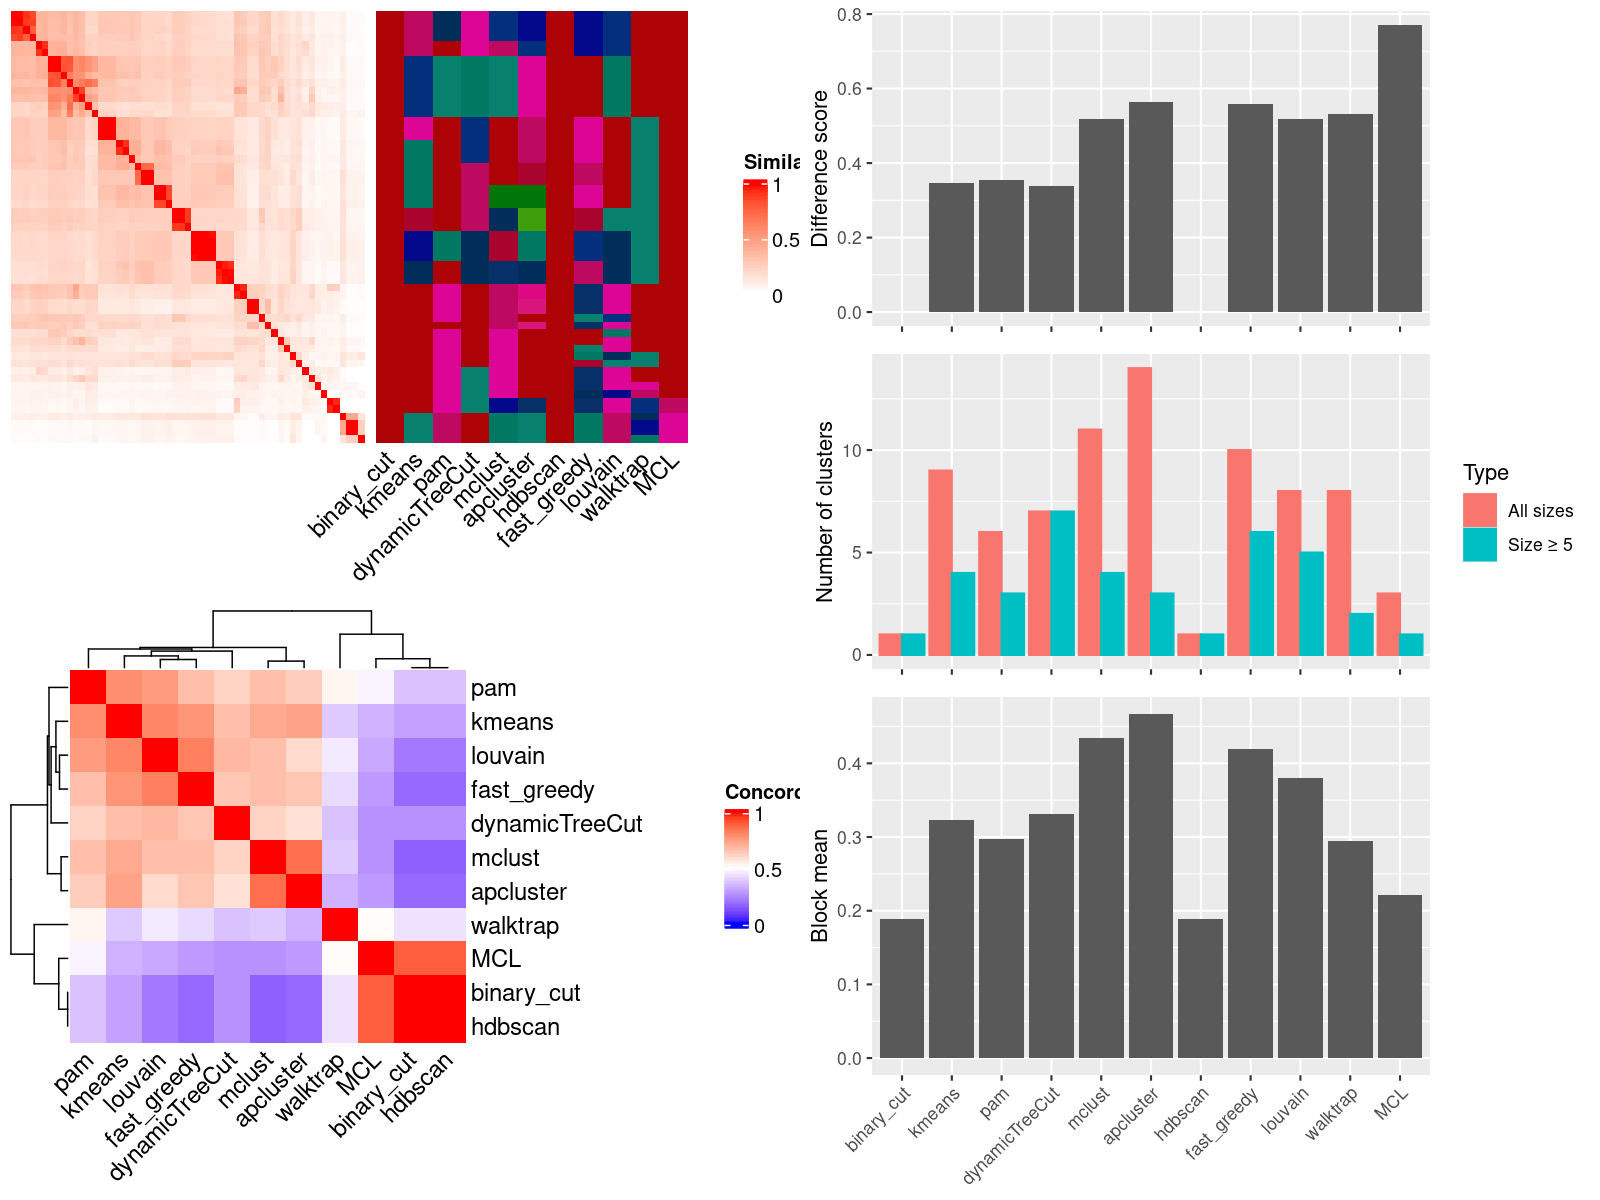 Simila
1
0.5
0
binary_cut
kmeans
pam
dynamicTreeCut
mclust
apcluster
hdbscan
fast_greedy
louvain
walktrap
MCL
Difference score
0.8
0.6
0.4
0.2
0.0
Number of clusters
10
5
0
Type
All sizes
Size ≥ 5
pam
kmeans
louvain
fast_greedy
dynamicTreeCut
mclust
apcluster
walktrap
MCL
binary_cut
hdbscan
pam
kmeans
louvain
fast_greedy
dynamicTreeCut
mclust
apcluster
walktrap
MCL
binary_cut
hdbscan
Concord
1
0.5
0
Block mean
0.4
0.3
0.2
0.1
0.0
binary_cut
kmeans
pam
dynamicTreeCut
mclust
apcluster
hdbscan
fast_greedy
louvain
walktrap
MCL